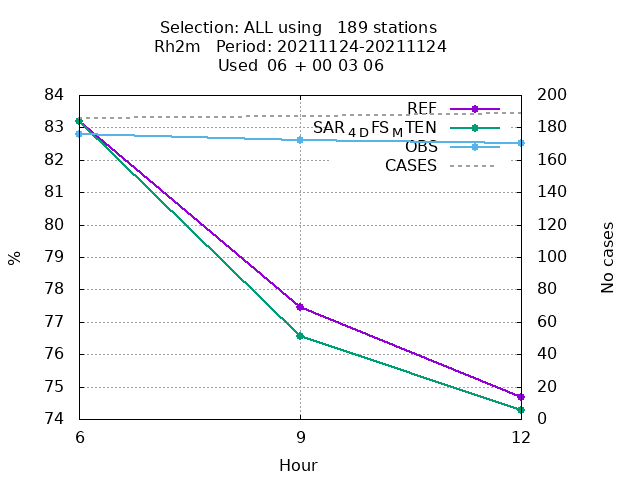 Selection: ALL using   189 stations
Rh2m   Period: 20211124-20211124
Used  06 + 00 03 06
84 200
83 REF 180
SAR4DFSMTEN
82 OBS 160
CASES
81 140
80 120
79 100
78 80
77 60
76 40
75 20
74 0
6 9 12
Hour
%
No cases